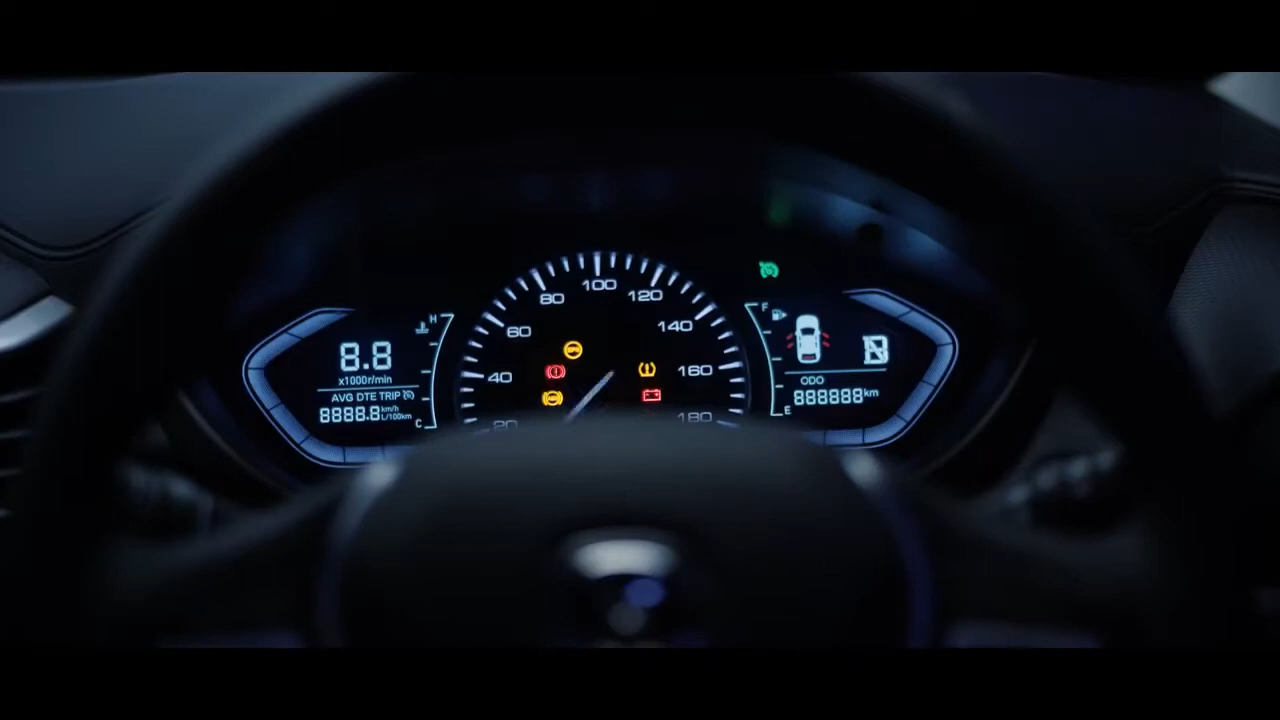 80 100 120
60 140
40 160
20 180
H
8.8
x1000r/min
AVG DTE TRIP
8888.8 km/h
L/100km
C
F
ODO
888888 km
E